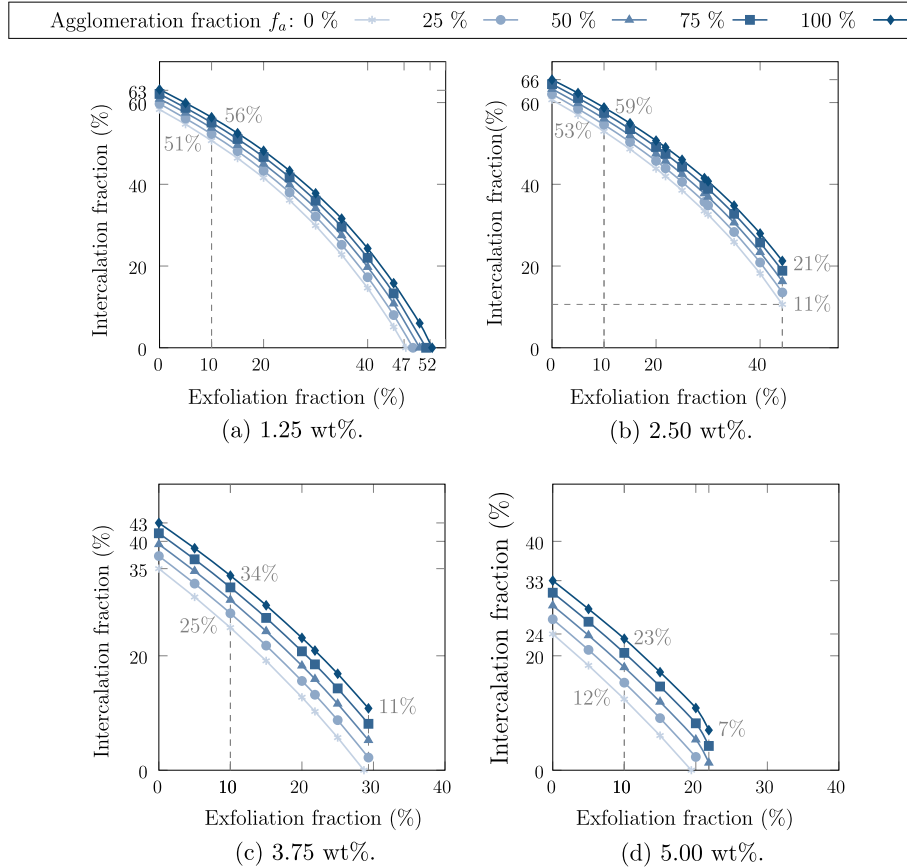 Agglomeration fraction fₐ: 0 % 25 % 50 % 75 % 100 %
63
60
40
20
0
56%
51%
0 10 20 40 47 52
Intercalation fraction (%)
Exfoliation fraction (%)
(a) 1.25 wt%.
66
60
40
20
0
59%
53%
21%
11%
0 10 20 40
Intercalation fraction(%)
Exfoliation fraction (%)
(b) 2.50 wt%.
43
40
35
20
0
34%
25%
11%
0 10 20 29 40
Intercalation fraction (%)
Exfoliation fraction (%)
(c) 3.75 wt%.
40
33
24
20
0
23%
12%
7%
0 10 20 30 40
Intercalation fraction (%)
Exfoliation fraction (%)
(d) 5.00 wt%.